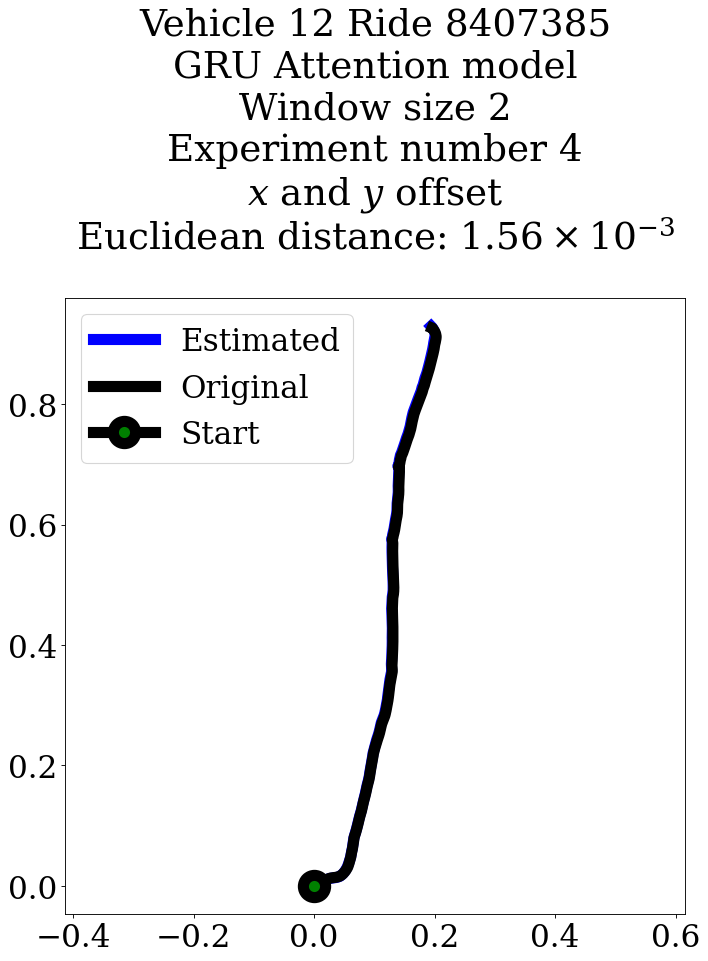 Vehicle 12 Ride 8407385
GRU Attention model
Window size 2
Experiment number 4
x and y offset
Euclidean distance: 1.56 × 10⁻³
Estimated
Original
Start
0.8
0.6
0.4
0.2
0.0
−0.4 −0.2 0.0 0.2 0.4 0.6